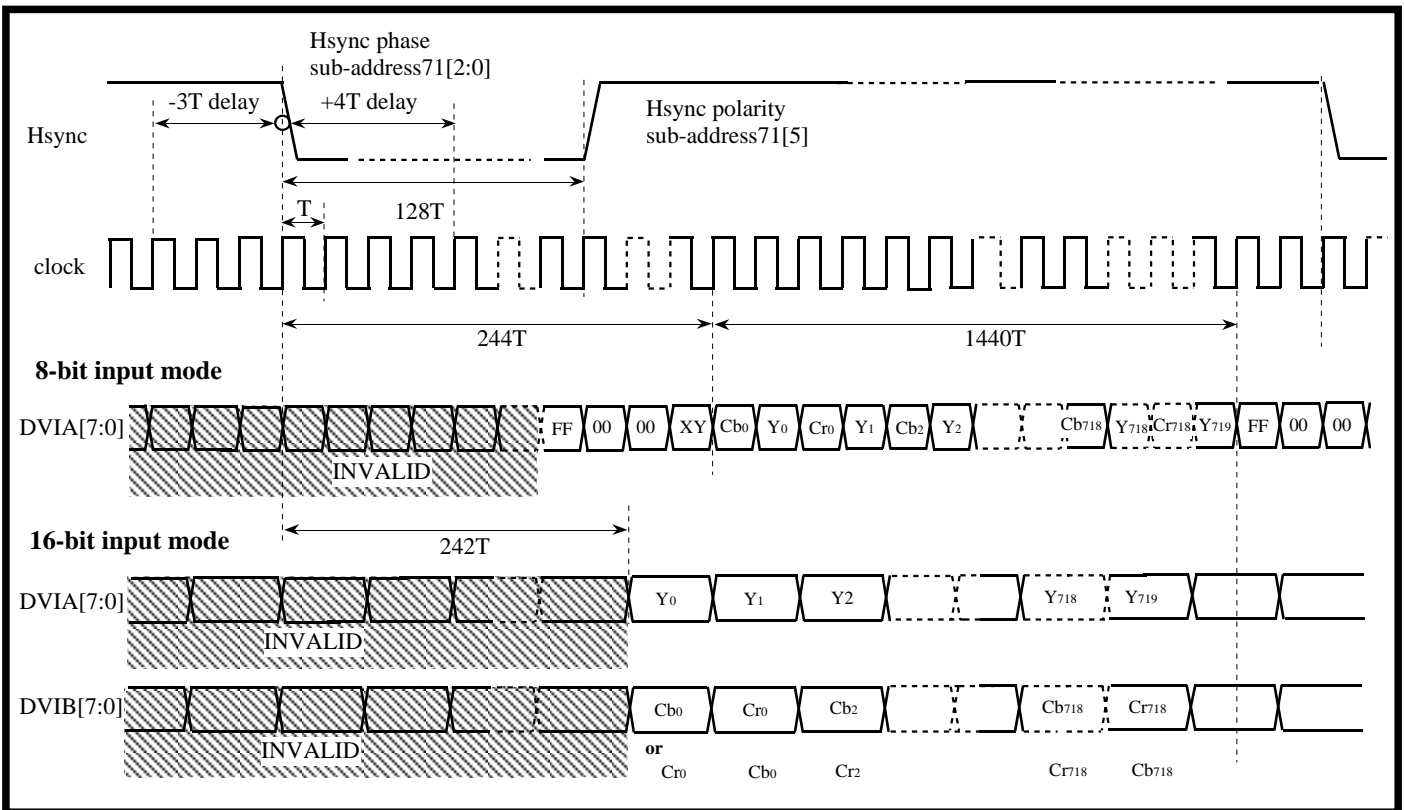 Hsync phase
sub-address71[2:0]
-3T delay
+4T delay
Hsync polarity
sub-address71[5]
Hsync
T
128T
clock
244T
1440T
8-bit input mode
DVIA[7:0]
FF 00 00 XY Cb0 Y0 Cr0 Y1 Cb2 Y2 Cb718 Y718 Cr718 Y719 FF 00 00
INVALID
16-bit input mode
242T
DVIA[7:0]
Y0 Y1 Y2 Y718 Y719
INVALID
DVIB[7:0]
Cb0 Cr0 Cb2 Cb718 Cr718
INVALID
or
Cr0 Cb0 Cr2 Cr718 Cb718